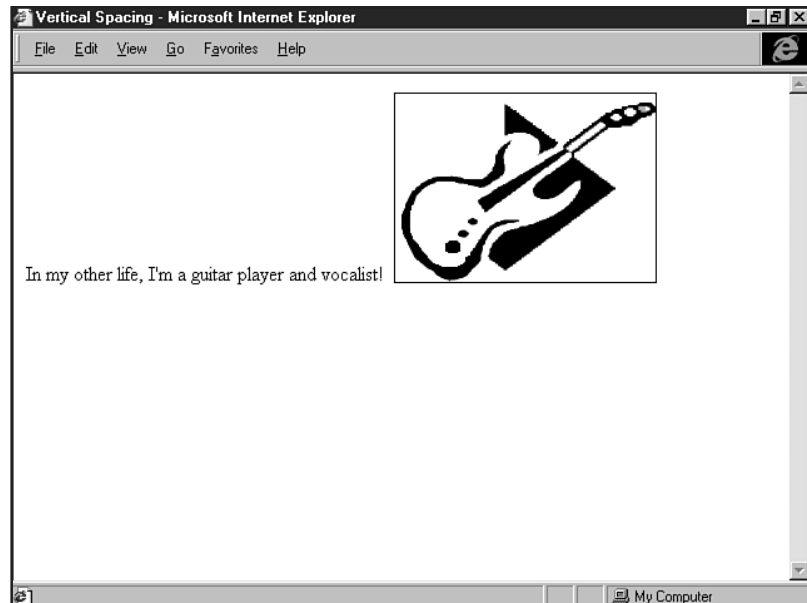 Vertical Spacing - Microsoft Internet Explorer
File Edit View Go Favorites Help
In my other life, I'm a guitar player and vocalist!
My Computer